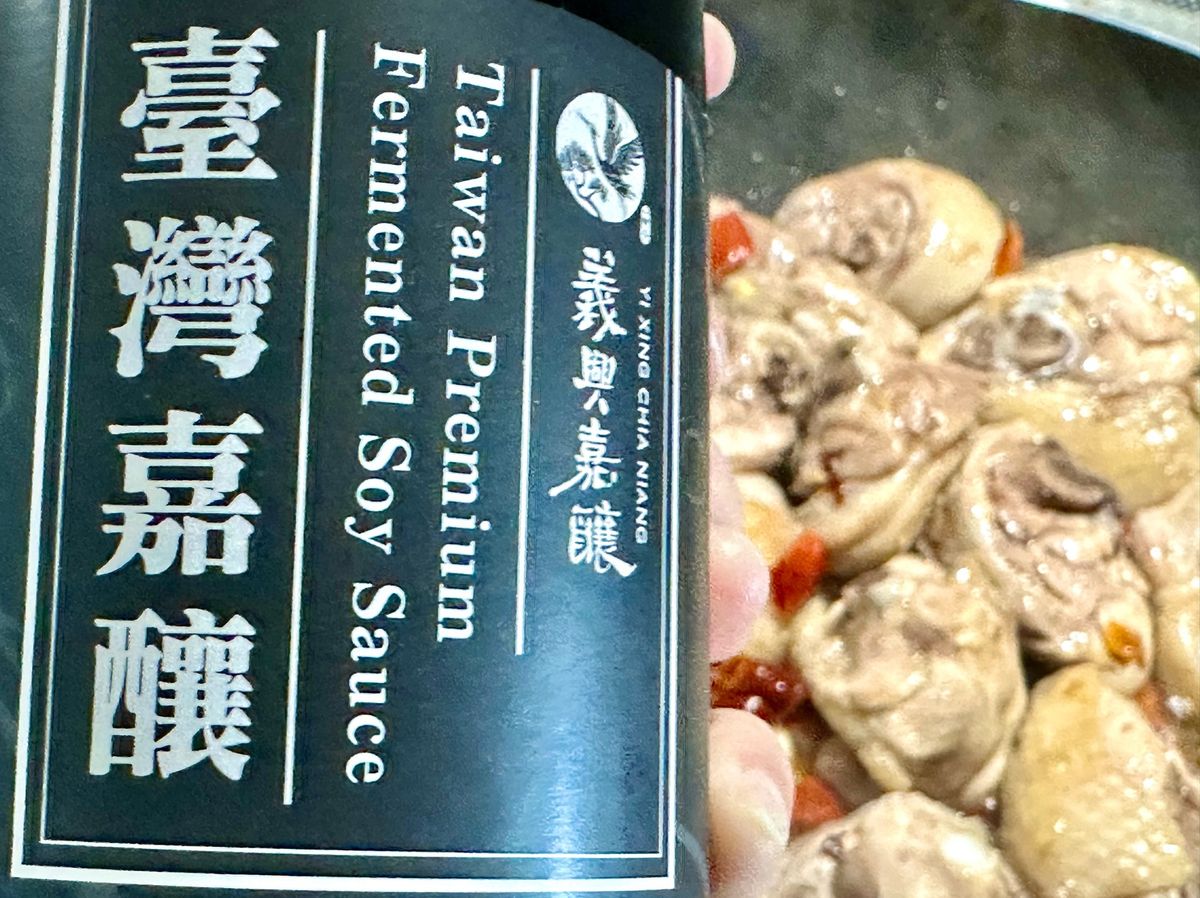 義興嘉釀
YI XING CHIA NIANG
Taiwan Premium
Fermented Soy Sauce
臺灣嘉釀